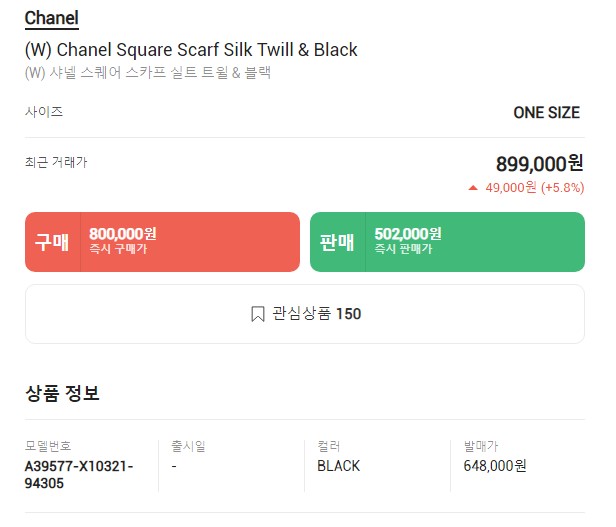 Chanel
(W) Chanel Square Scarf Silk Twill & Black
(W) 샤넬 스퀘어 스카프 실트 트윌 & 블랙
사이즈
ONE SIZE
최근 거래가
899,000원
▲ 49,000원 (+5.8%)
구매
800,000원
즉시 구매가
판매
502,000원
즉시 판매가
관심상품 150
상품 정보
모델번호
A39577-X10321-
94305
출시일
-
컬러
BLACK
발매가
648,000원